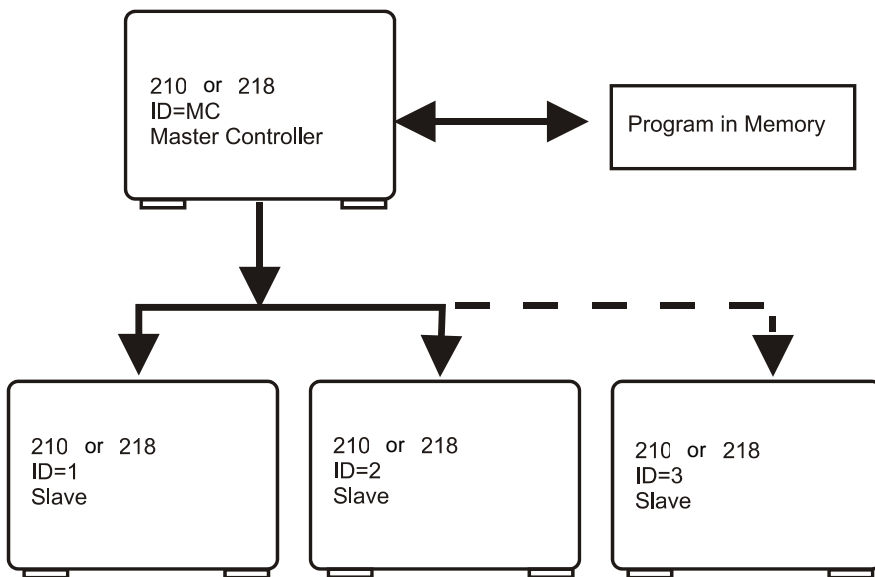 210 or 218
ID=MC
Master Controller
Program in Memory
210 or 218
ID=1
Slave
210 or 218
ID=2
Slave
210 or 218
ID=3
Slave